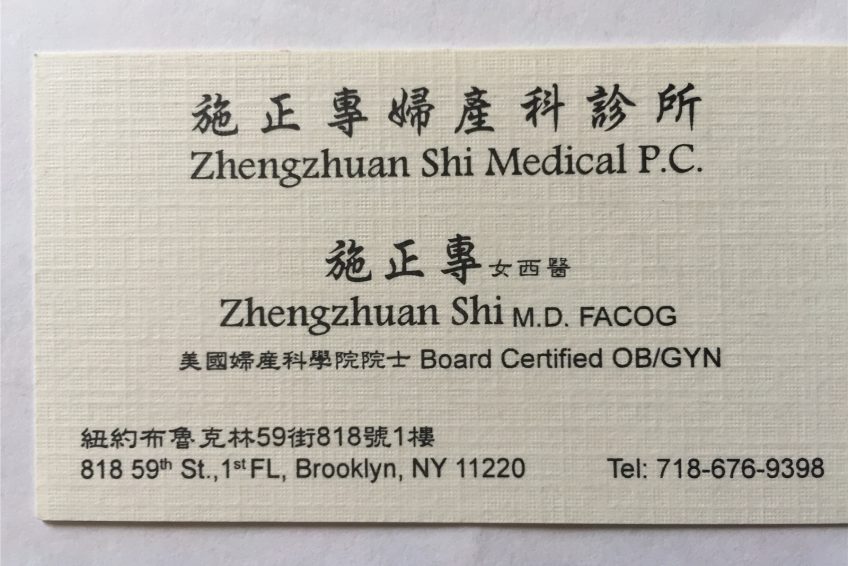 施正專婦產科診所
Zhengzhuan Shi Medical P.C.
施正專女西醫
Zhengzhuan Shi M.D. FACOG
美國婦產科學院院士 Board Certified OB/GYN
紐約布魯克林59街818號1樓
818 59th St.,1st FL, Brooklyn, NY 11220 Tel: 718-676-9398